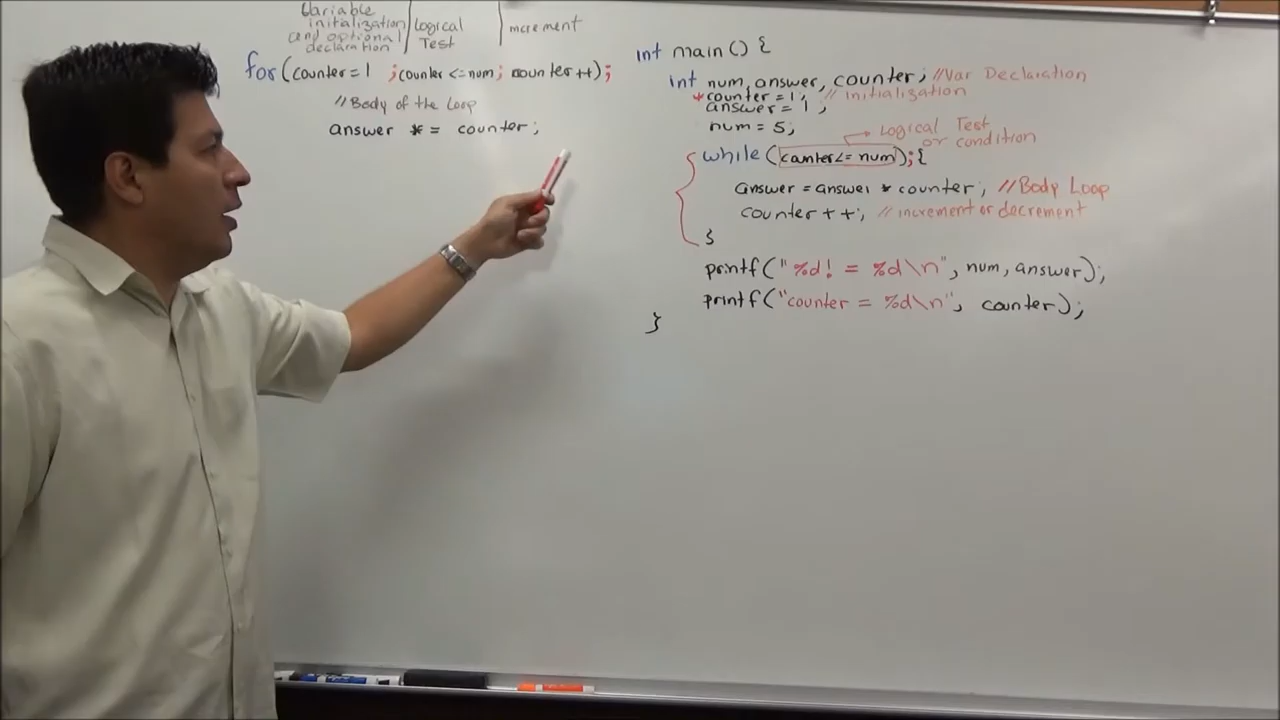 Variable
initialization
and optional
declaration
Logical
Test
increment
for(counter=1 ;counter <=num; counter ++);
//Body of the Loop
answer *= counter;
int main() {
int num, answer, counter; //Var Declaration
*counter = 1; // initialization
answer = 1 ;
num = 5;
Logical Test
or condition
while (counter<= num);{
answer = answer * counter; //Body Loop
counter ++; // increment or decrement
}
printf("%d! = %d\n", num, answer);
printf("counter = %d\n", counter);
}